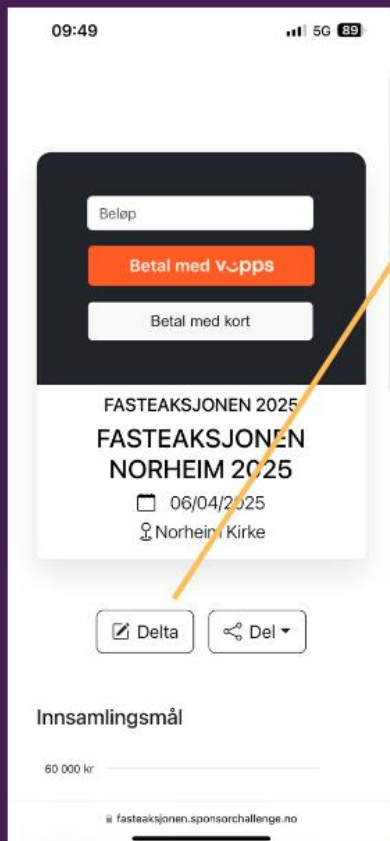 09:49
5G 89
Beløp
Betal med vipps
Betal med kort
FASTEAKSJONEN 2025
FASTEAKSJONEN
NORHEIM 2025
06/04/2025
Norheim Kirke
Delta
Del
Innsamlingsmål
60 000 kr
fasteaksjonen.sponsorchallenge.no